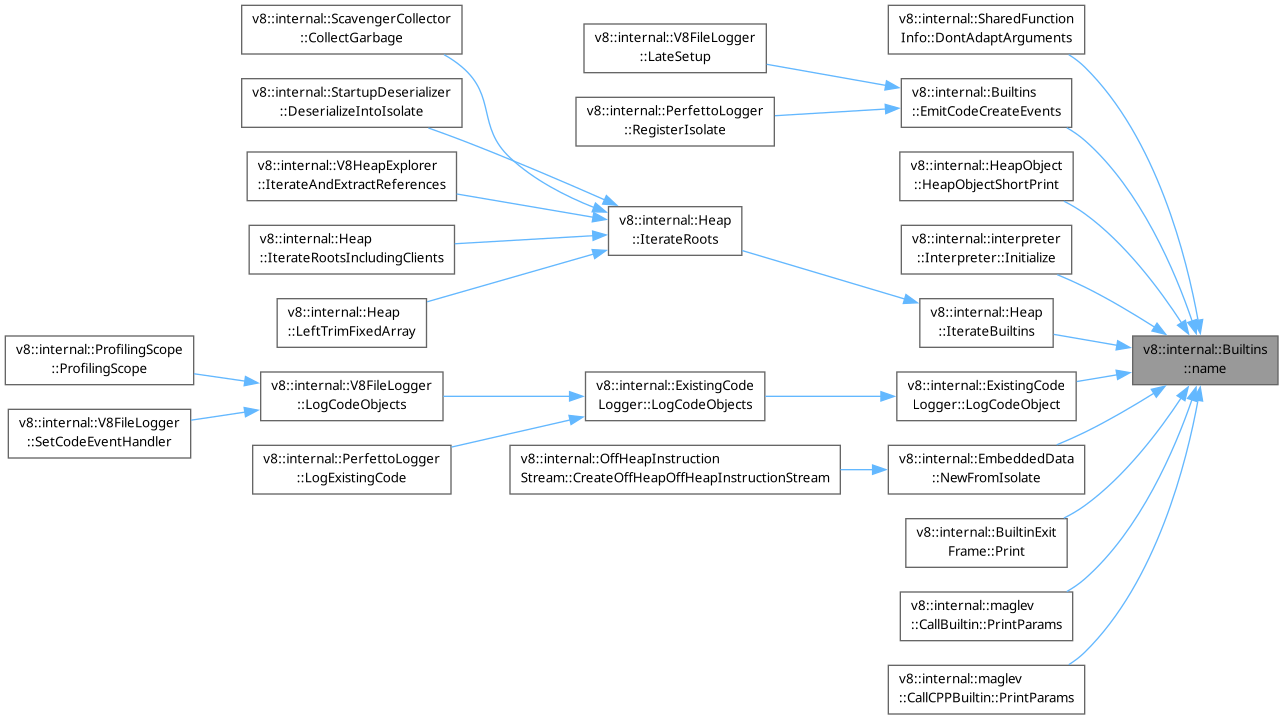 v8::internal::ScavengerCollector
::CollectGarbage
v8::internal::StartupDeserializer
::DeserializeIntoIsolate
v8::internal::V8HeapExplorer
::IterateAndExtractReferences
v8::internal::Heap
::IterateRootsIncludingClients
v8::internal::Heap
::LeftTrimFixedArray
v8::internal::ProfilingScope
::ProfilingScope
v8::internal::V8FileLogger
::SetCodeEventHandler
v8::internal::V8FileLogger
::LogCodeObjects
v8::internal::PerfettoLogger
::LogExistingCode
v8::internal::V8FileLogger
::LateSetup
v8::internal::PerfettoLogger
::RegisterIsolate
v8::internal::Heap
::IterateRoots
v8::internal::ExistingCode
Logger::LogCodeObjects
v8::internal::OffHeapInstruction
Stream::CreateOffHeapOffHeapInstructionStream
v8::internal::SharedFunction
Info::DontAdaptArguments
v8::internal::Builtins
::EmitCodeCreateEvents
v8::internal::HeapObject
::HeapObjectShortPrint
v8::internal::interpreter
::Interpreter::Initialize
v8::internal::Heap
::IterateBuiltins
v8::internal::ExistingCode
Logger::LogCodeObject
v8::internal::EmbeddedData
::NewFromIsolate
v8::internal::BuiltinExit
Frame::Print
v8::internal::maglev
::CallBuiltin::PrintParams
v8::internal::maglev
::CallCPPBuiltin::PrintParams
v8::internal::Builtins
::name